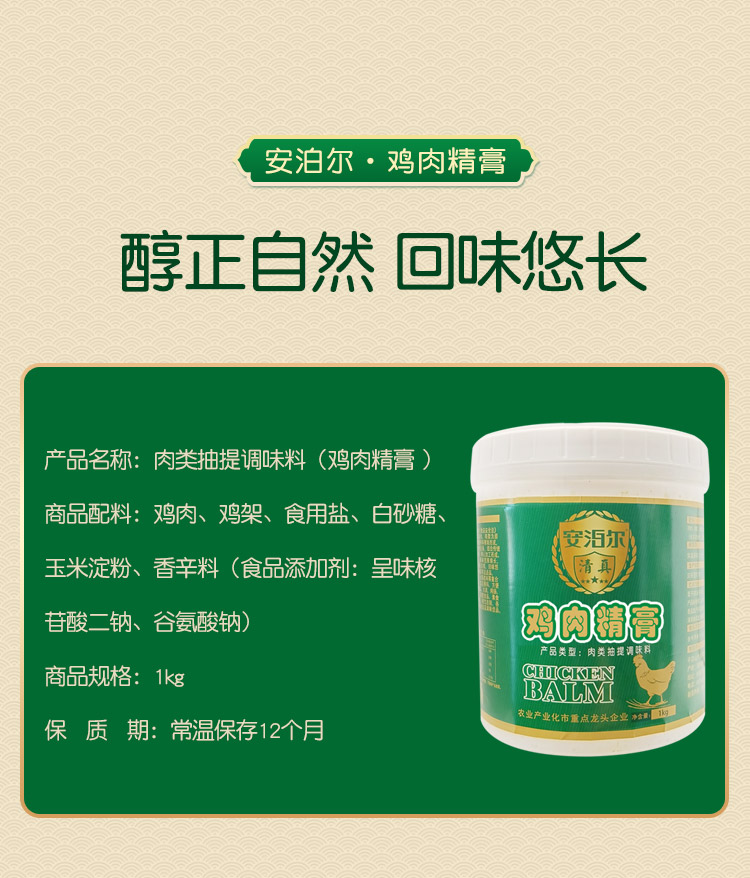 安泊尔·鸡肉精膏
醇正自然 回味悠长
产品名称：肉类抽提调味料（鸡肉精膏 ）
商品配料：鸡肉、鸡架、食用盐、白砂糖、
玉米淀粉、香辛料（食品添加剂：呈味核
苷酸二钠、谷氨酸钠）
商品规格：1kg
保 质 期：常温保存12个月
安泊尔
清真
鸡肉精膏
产品类型：肉类抽提调味料
CHICKEN
BALM
农业产业化市重点龙头企业
净含量：1kg